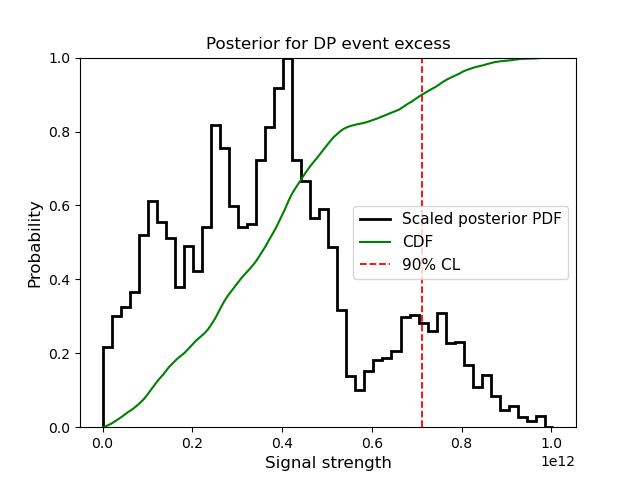 Posterior for DP event excess
Probability
1.0
0.8
0.6
0.4
0.2
0.0
Scaled posterior PDF
CDF
90% CL
0.0 0.2 0.4 0.6 0.8 1.0
1e12
Signal strength